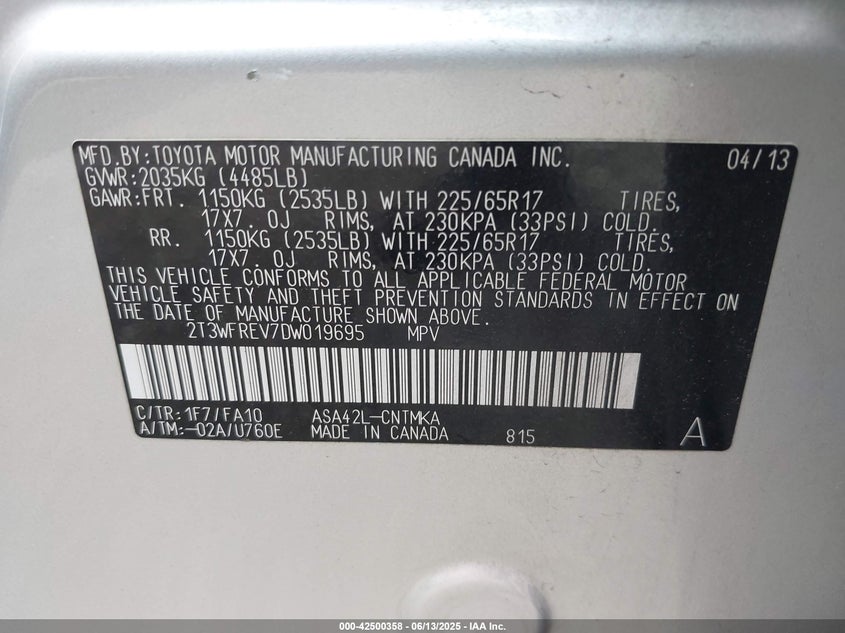 MFD.BY:TOYOTA MOTOR MANUFACTURING CANADA INC. 04/13
GVWR:2035KG (4485LB)
GAWR:FRT. 1150KG (2535LB) WITH 225/65R17 TIRES,
17X7. OJ RIMS, AT 230KPA (33PSI) COLD.
RR. 1150KG (2535LB) WITH 225/65R17 TIRES,
17X7. OJ RIMS, AT 230KPA (33PSI) COLD.
THIS VEHICLE CONFORMS TO ALL APPLICABLE FEDERAL MOTOR
VEHICLE SAFETY AND THEFT PREVENTION STANDARDS IN EFFECT ON
THE DATE OF MANUFACTURE SHOWN ABOVE.
2T3WFREV7DW019695 MPV
C/TR:1F7/FA10 ASA42L-CNTMKA
A/TM:-02A/U760E MADE IN CANADA 815 A
000-42500358 - 06/13/2025 - IAA Inc.